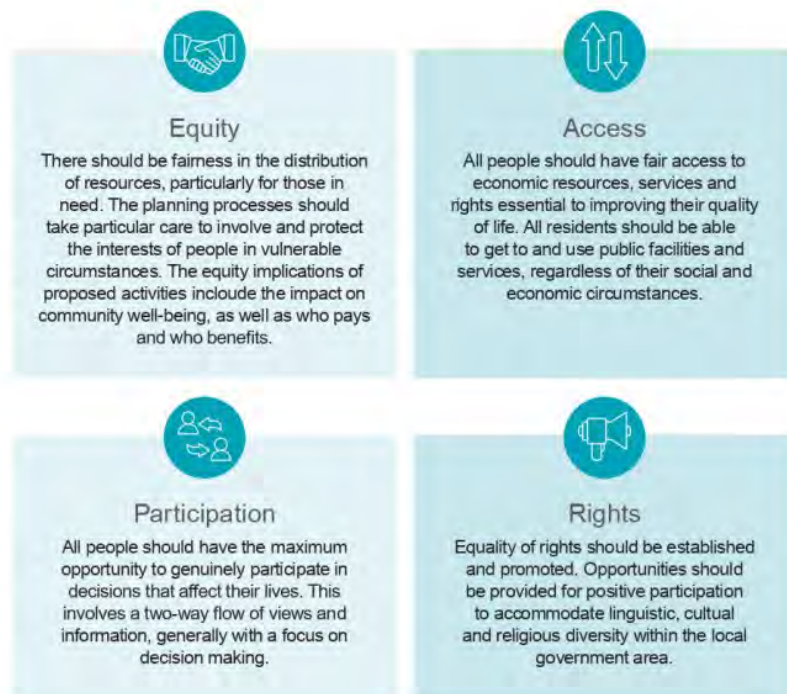 Equity
There should be fairness in the distribution
of resources, particularly for those in
need. The planning processes should
take particular care to involve and protect
the interests of people in vulnerable
circumstances. The equity implications of
proposed activities incloude the impact on
community well-being, as well as who pays
and who benefits.
Access
All people should have fair access to
economic resources, services and
rights essential to improving their quality
of life. All residents should be able
to get to and use public facilities and
services, regardless of their social and
economic circumstances.
Participation
All people should have the maximum
opportunity to genuinely participate in
decisions that affect their lives. This
involves a two-way flow of views and
information, generally with a focus on
decision making.
Rights
Equality of rights should be established
and promoted. Opportunities should
be provided for positive participation
to accommodate linguistic, cultural
and religious diversity within the local
government area.